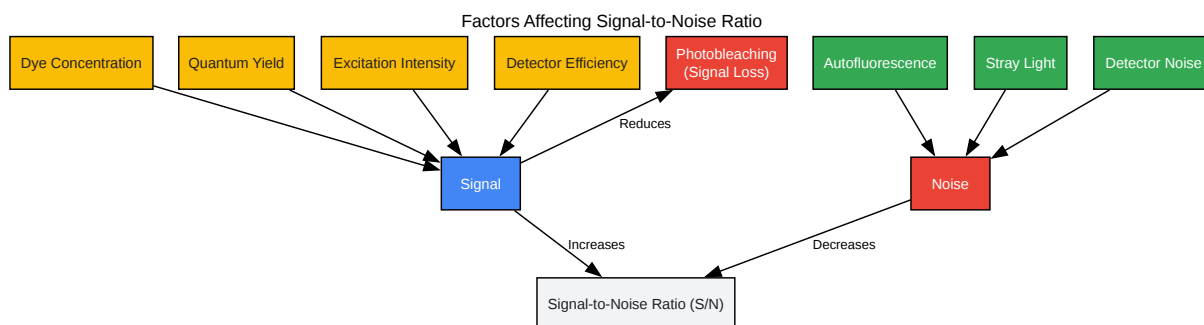 Factors Affecting Signal-to-Noise Ratio
Dye Concentration
Quantum Yield
Excitation Intensity
Detector Efficiency
Photobleaching
(Signal Loss)
Autofluorescence
Stray Light
Detector Noise
Reduces
Signal
Noise
Increases
Decreases
Signal-to-Noise Ratio (S/N)